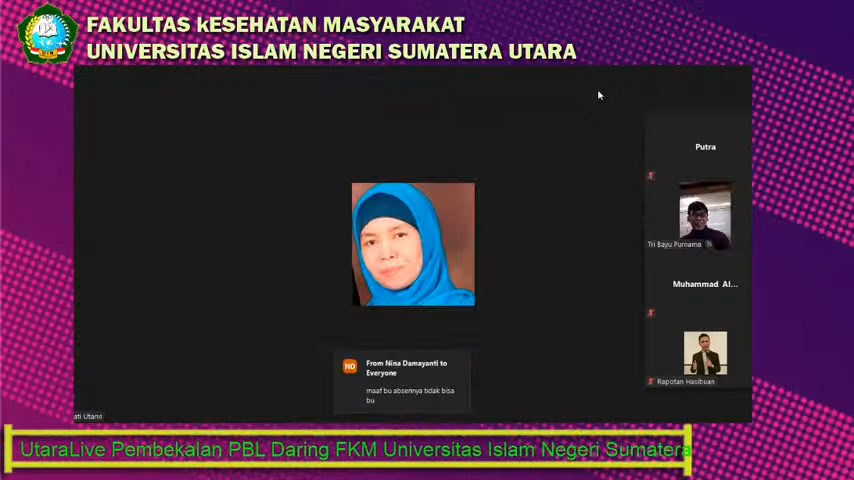 FAKULTAS kESEHATAN MASYARAKAT
UNIVERSITAS ISLAM NEGERI SUMATERA UTARA
Putra
Tri Bayu Purnama
Muhammad Al...
Rapotan Hasibuan
ND
From Nina Damayanti to
Everyone
maaf bu absennya tidak bisa
bu
ati Utami
UtaraLive Pembekalan PBL Daring FKM Universitas Islam Negeri Sumatera